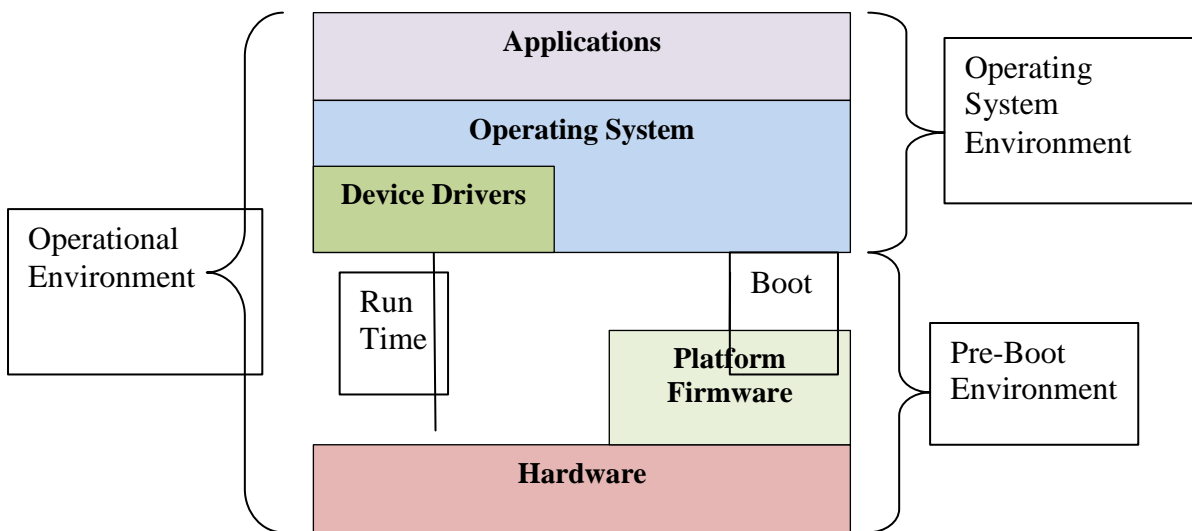 Applications
Operating System
Device Drivers
Operating
System
Environment
Operational
Environment
Run
Time
Boot
Platform
Firmware
Pre-Boot
Environment
Hardware